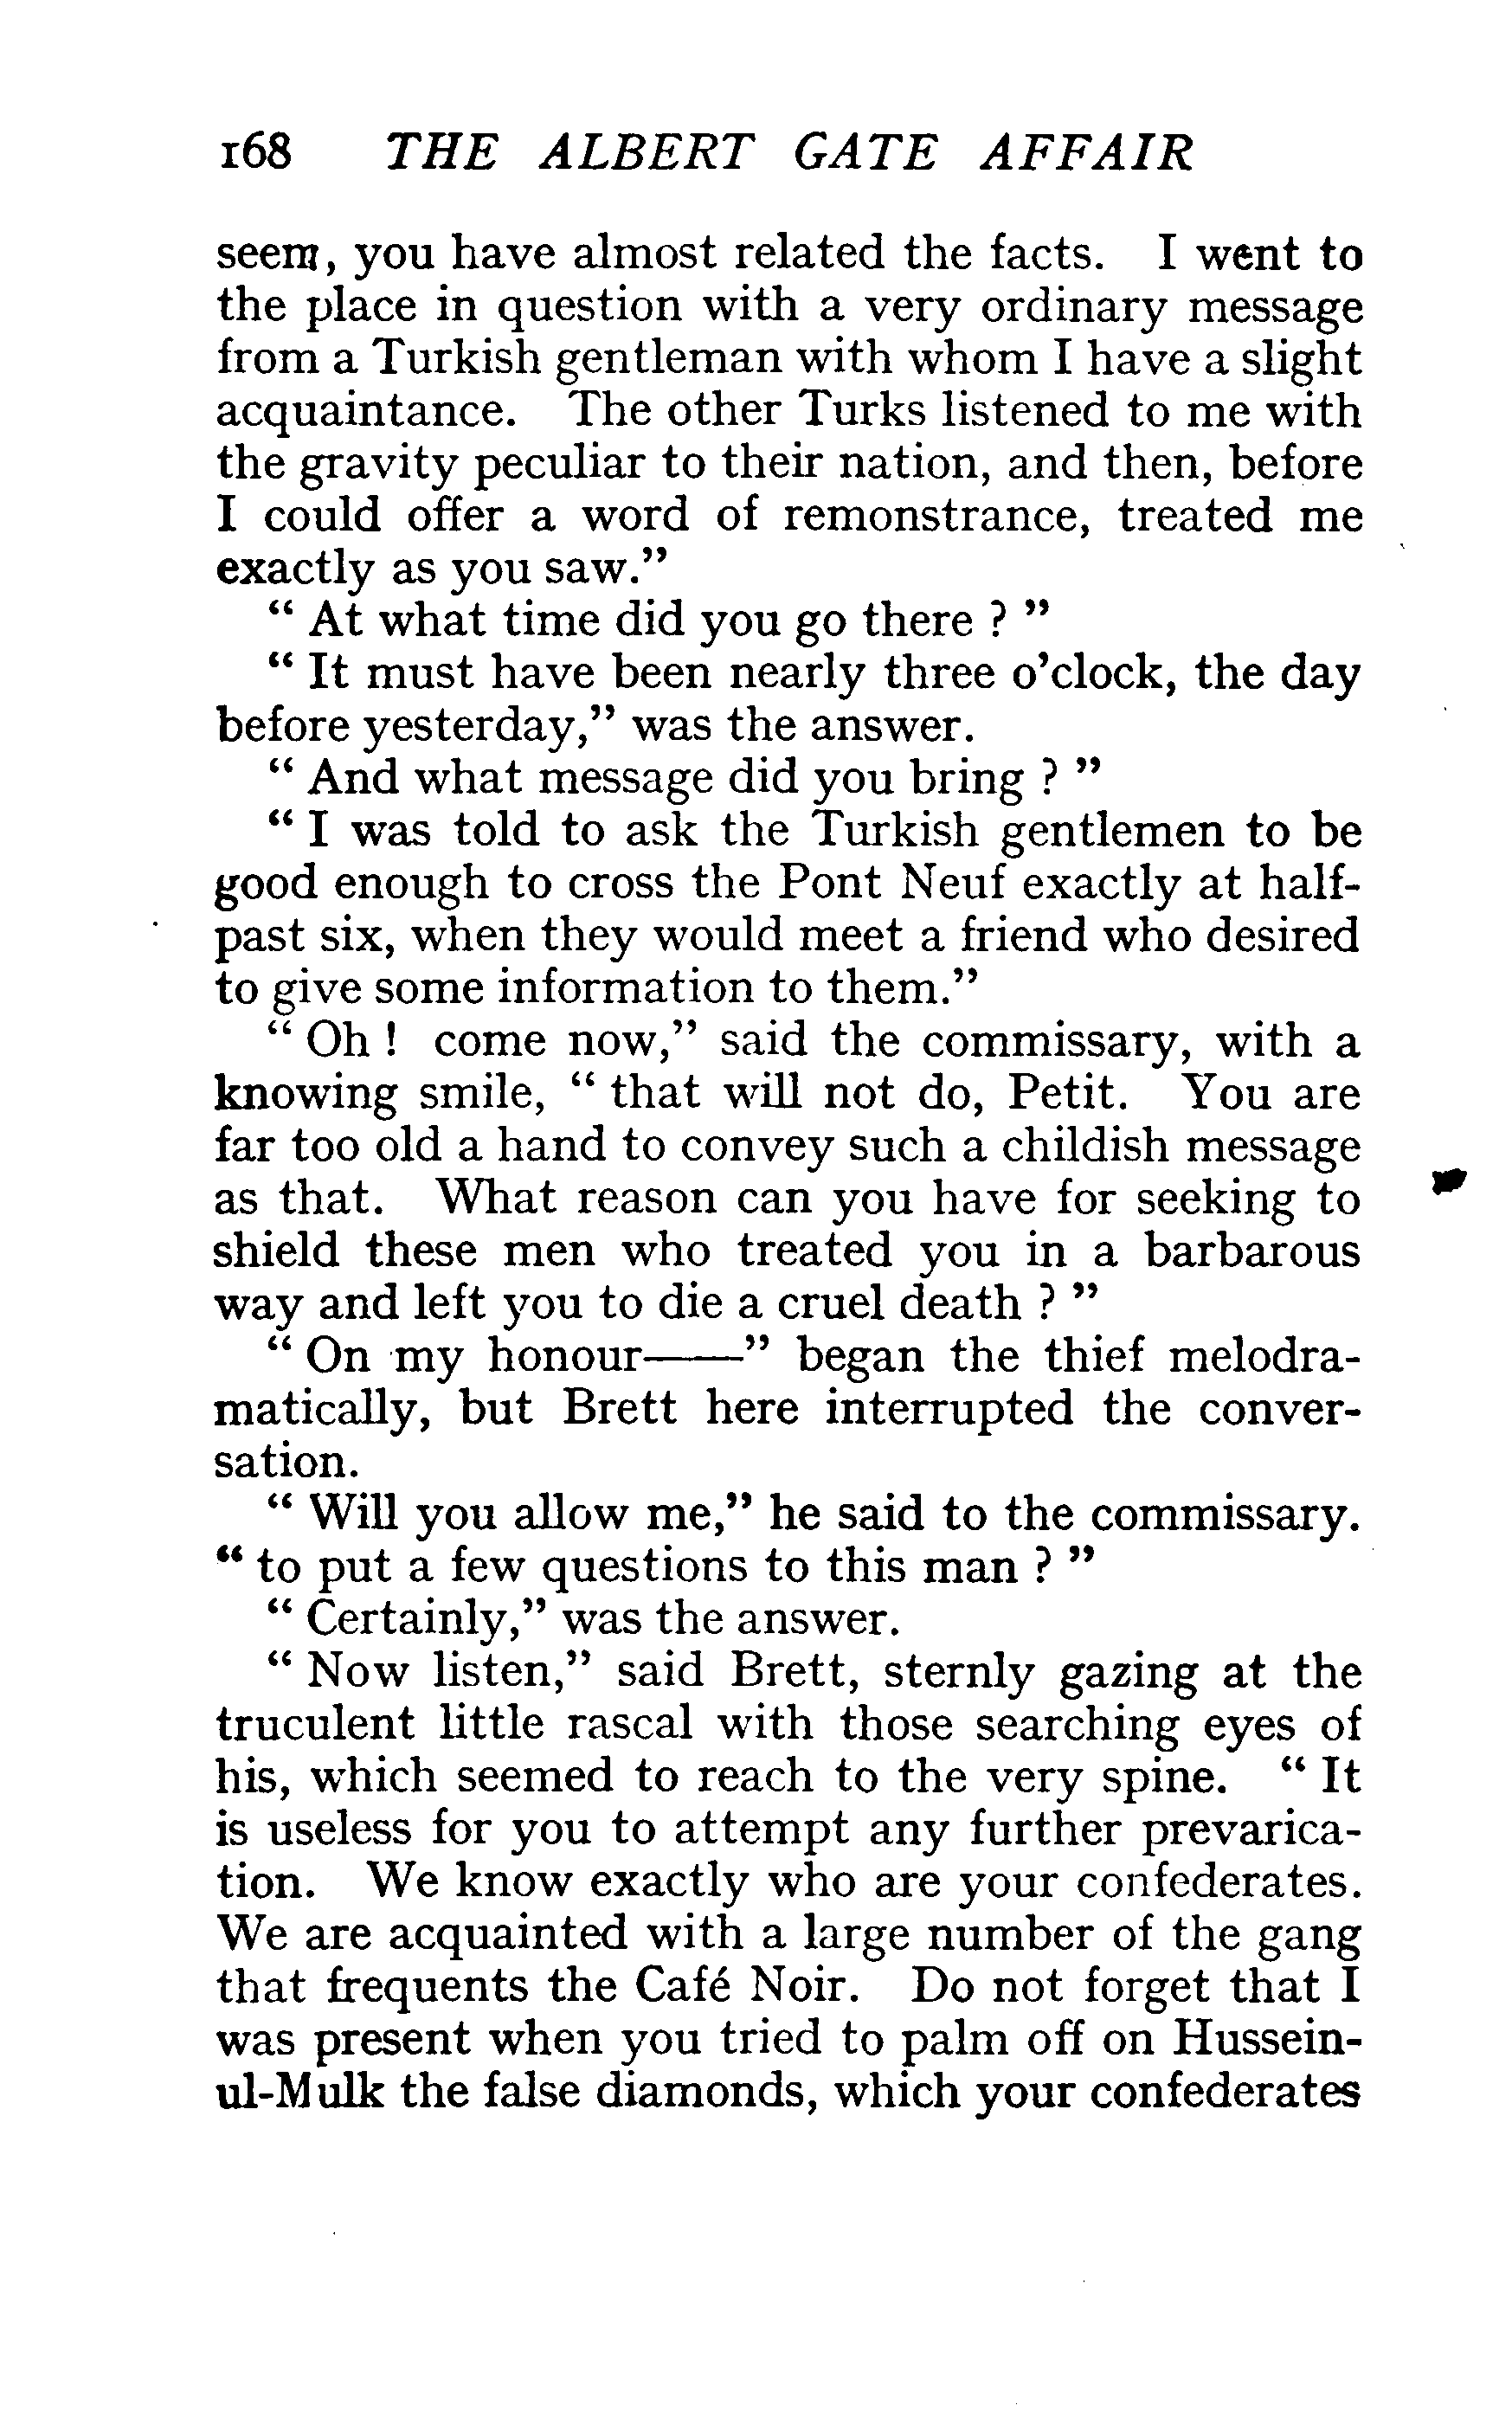 168 THE ALBERT GATE AFFAIR
seem, you have almost related the facts. I went to
the place in question with a very ordinary message
from a Turkish gentleman with whom I have a slight
acquaintance. The other Turks listened to me with
the gravity peculiar to their nation, and then, before
I could offer a word of remonstrance, treated me
exactly as you saw."
" At what time did you go there ? "
" It must have been nearly three o'clock, the day
before yesterday," was the answer.
" And what message did you bring ? "
" I was told to ask the Turkish gentlemen to be
good enough to cross the Pont Neuf exactly at half-
past six, when they would meet a friend who desired
to give some information to them."
" Oh ! come now," said the commissary, with a
knowing smile, " that will not do, Petit. You are
far too old a hand to convey such a childish message
as that. What reason can you have for seeking to
shield these men who treated you in a barbarous
way and left you to die a cruel death ? "
" On my honour——" began the thief melodra-
matically, but Brett here interrupted the conver-
sation.
" Will you allow me," he said to the commissary.
" to put a few questions to this man ? "
" Certainly," was the answer.
" Now listen," said Brett, sternly gazing at the
truculent little rascal with those searching eyes of
his, which seemed to reach to the very spine. " It
is useless for you to attempt any further prevarica-
tion. We know exactly who are your confederates.
We are acquainted with a large number of the gang
that frequents the Café Noir. Do not forget that I
was present when you tried to palm off on Hussein-
ul-Mulk the false diamonds, which your confederates